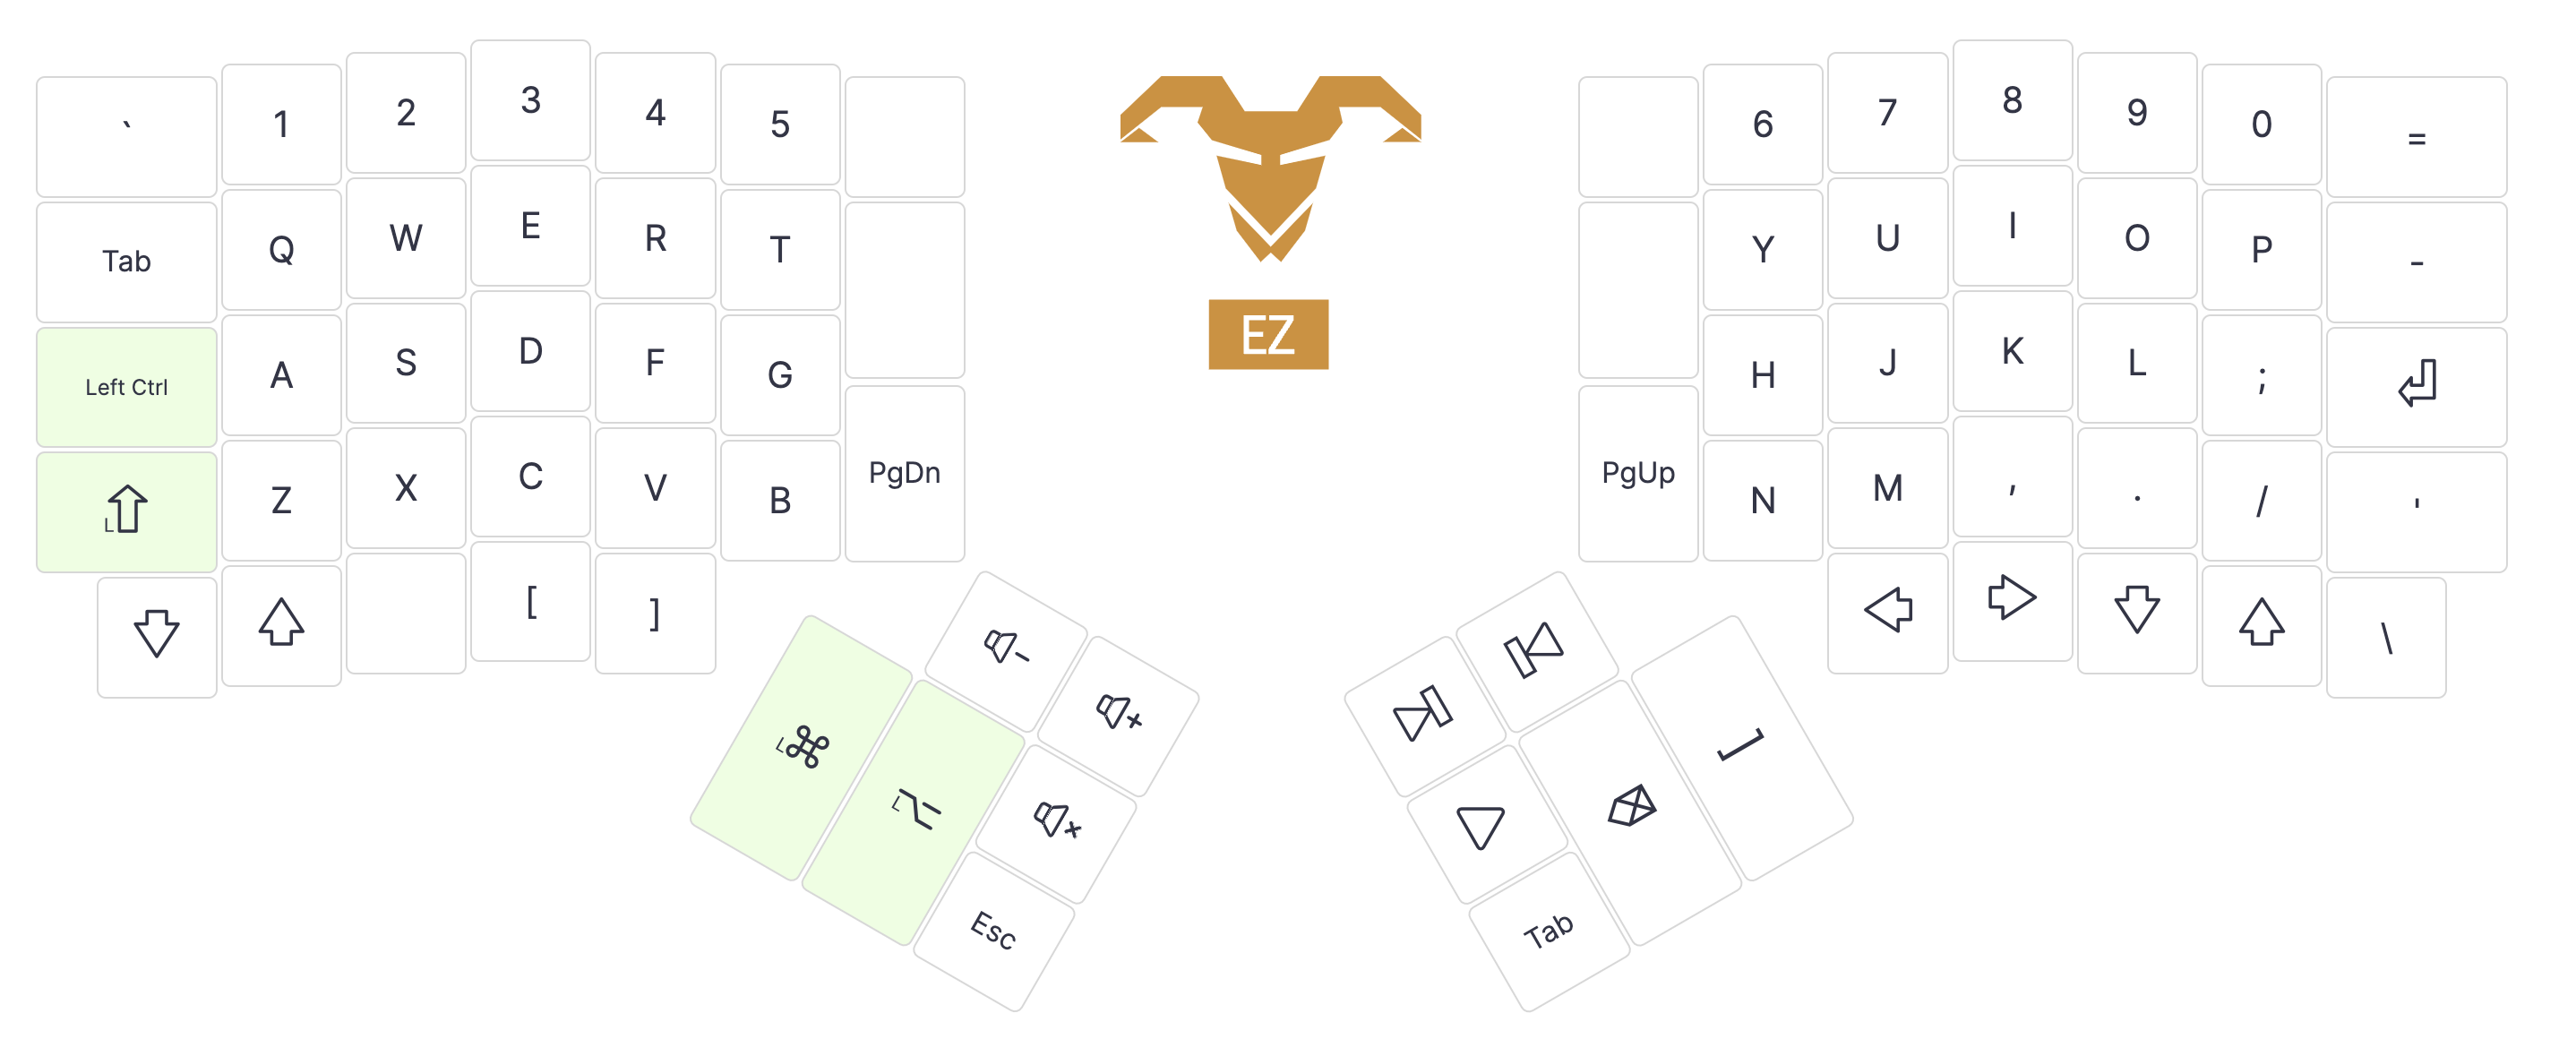 ` 1 2 3 4 5 6 7 8 9 0 =
Tab Q W E R T Y U I O P -
Left Ctrl A S D F G H J K L ;
L Z X C V B PgDn PgUp N M , . / '
[ ] \
L
L
Esc
Tab
EZ